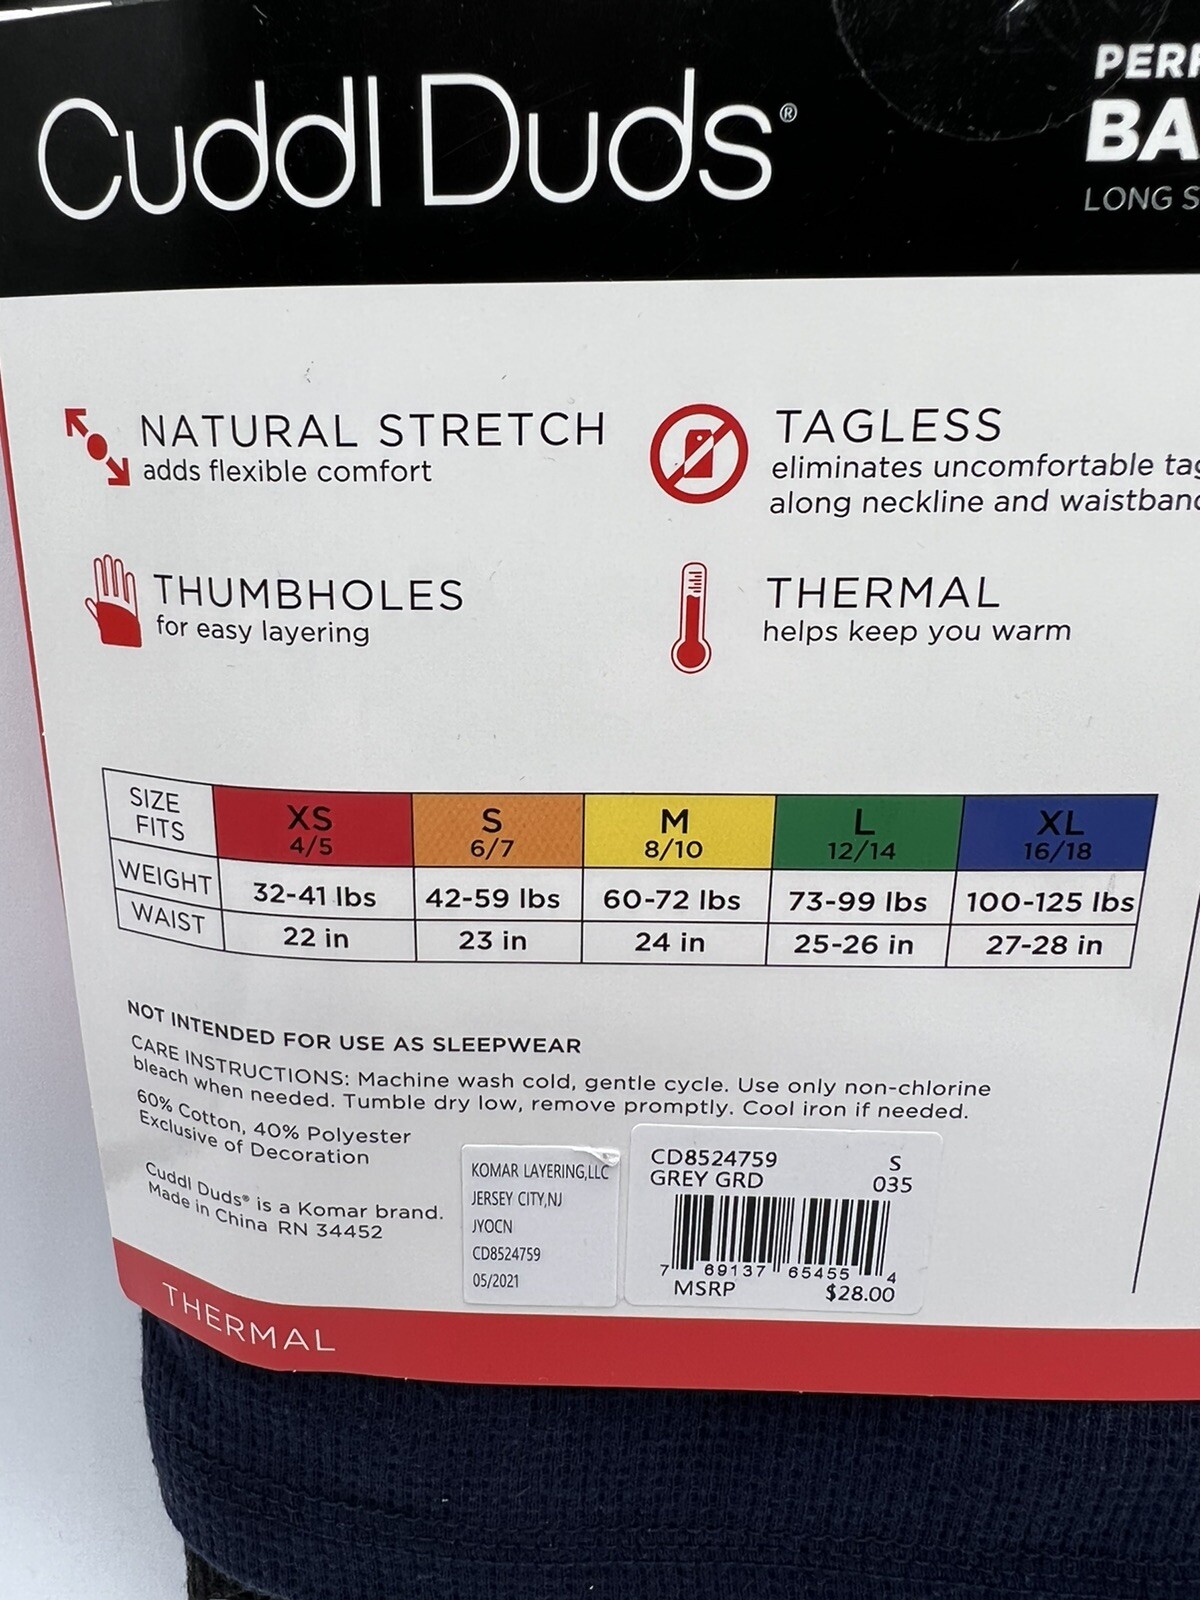 Cuddl Duds®
BA
LONG
NATURAL STRETCH
adds flexible comfort
TAGLESS
eliminates uncomfortable
along neckline and
THUMBHOLES
for easy layering
THERMAL
helps keep you warm
SIZE FITS XS 4/5 S 6/7 M 8/10 L 12/14 XL 16/18
WEIGHT 32-41 lbs 42-59 lbs 60-72 lbs 73-99 lbs 100-125 lbs
WAIST 22 in 23 in 24 in 25-26 in 27-28 in
NOT INTENDED FOR USE AS SLEEPWEAR
CARE INSTRUCTIONS: Machine wash cold, gentle cycle. Use only non-chlorine
bleach when needed. Tumble dry low, remove promptly. Cool iron if needed.
60% Cotton, 40% Polyester
Exclusive of Decoration
Cuddl Duds® is a Komar brand.
Made in China RN 34452
KOMAR LAYERING,LLC
JERSEY CITY,NJ
JYOCN
CD8524759
05/2021
CD8524759 S
GREY GRD 035
7 69137 65455 4
MSRP $28.00
THERMAL